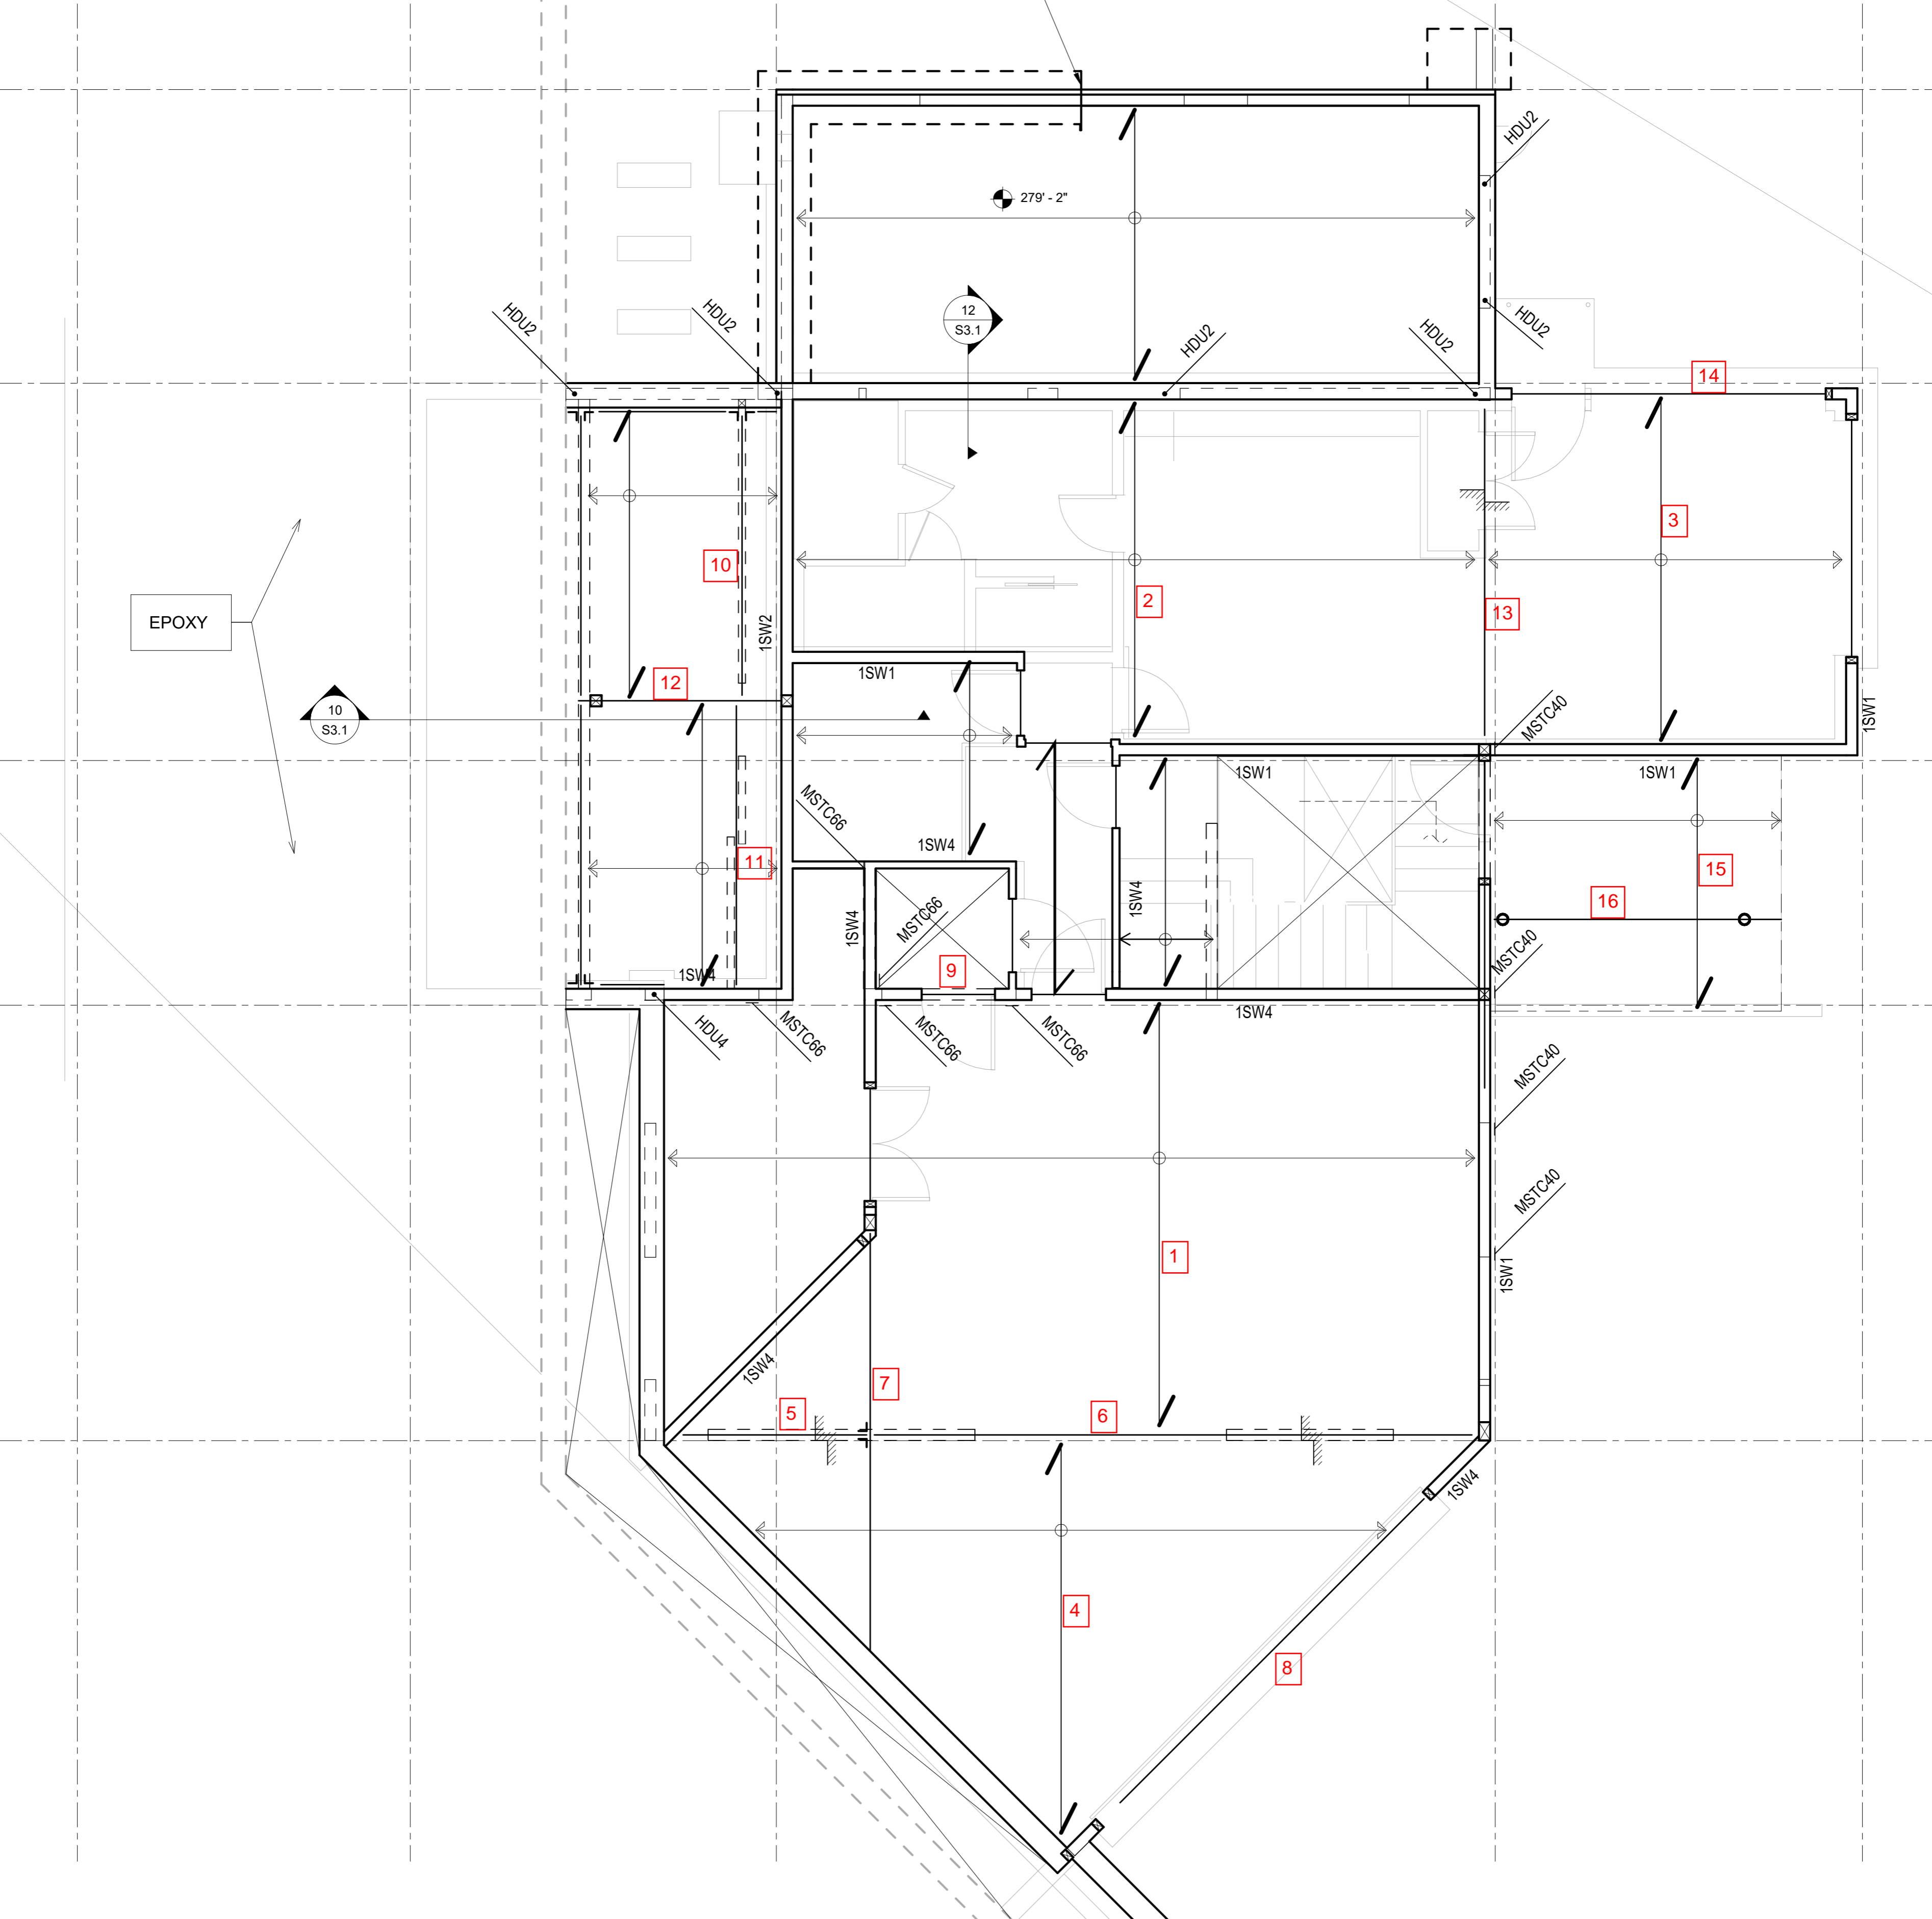 HDU2
279' - 2"
12
S3.1
HDU2
HDU2
HDU2
HDU2
HDU2
14
3
10
2
13
EPOXY
1SW2
12
1SW1
10
S3.1
MSTC40
1SW1
1SW1
1SW1
MSTC66
1SW4
11
15
1SW4
1SW4
MSTC66
16
9
MSTC40
1SW4
HDU4
MSTC66
MSTC66
MSTC66
1SW4
MSTC40
MSTC40
1
1SW1
1SW4
7
5
6
1SW4
4
8